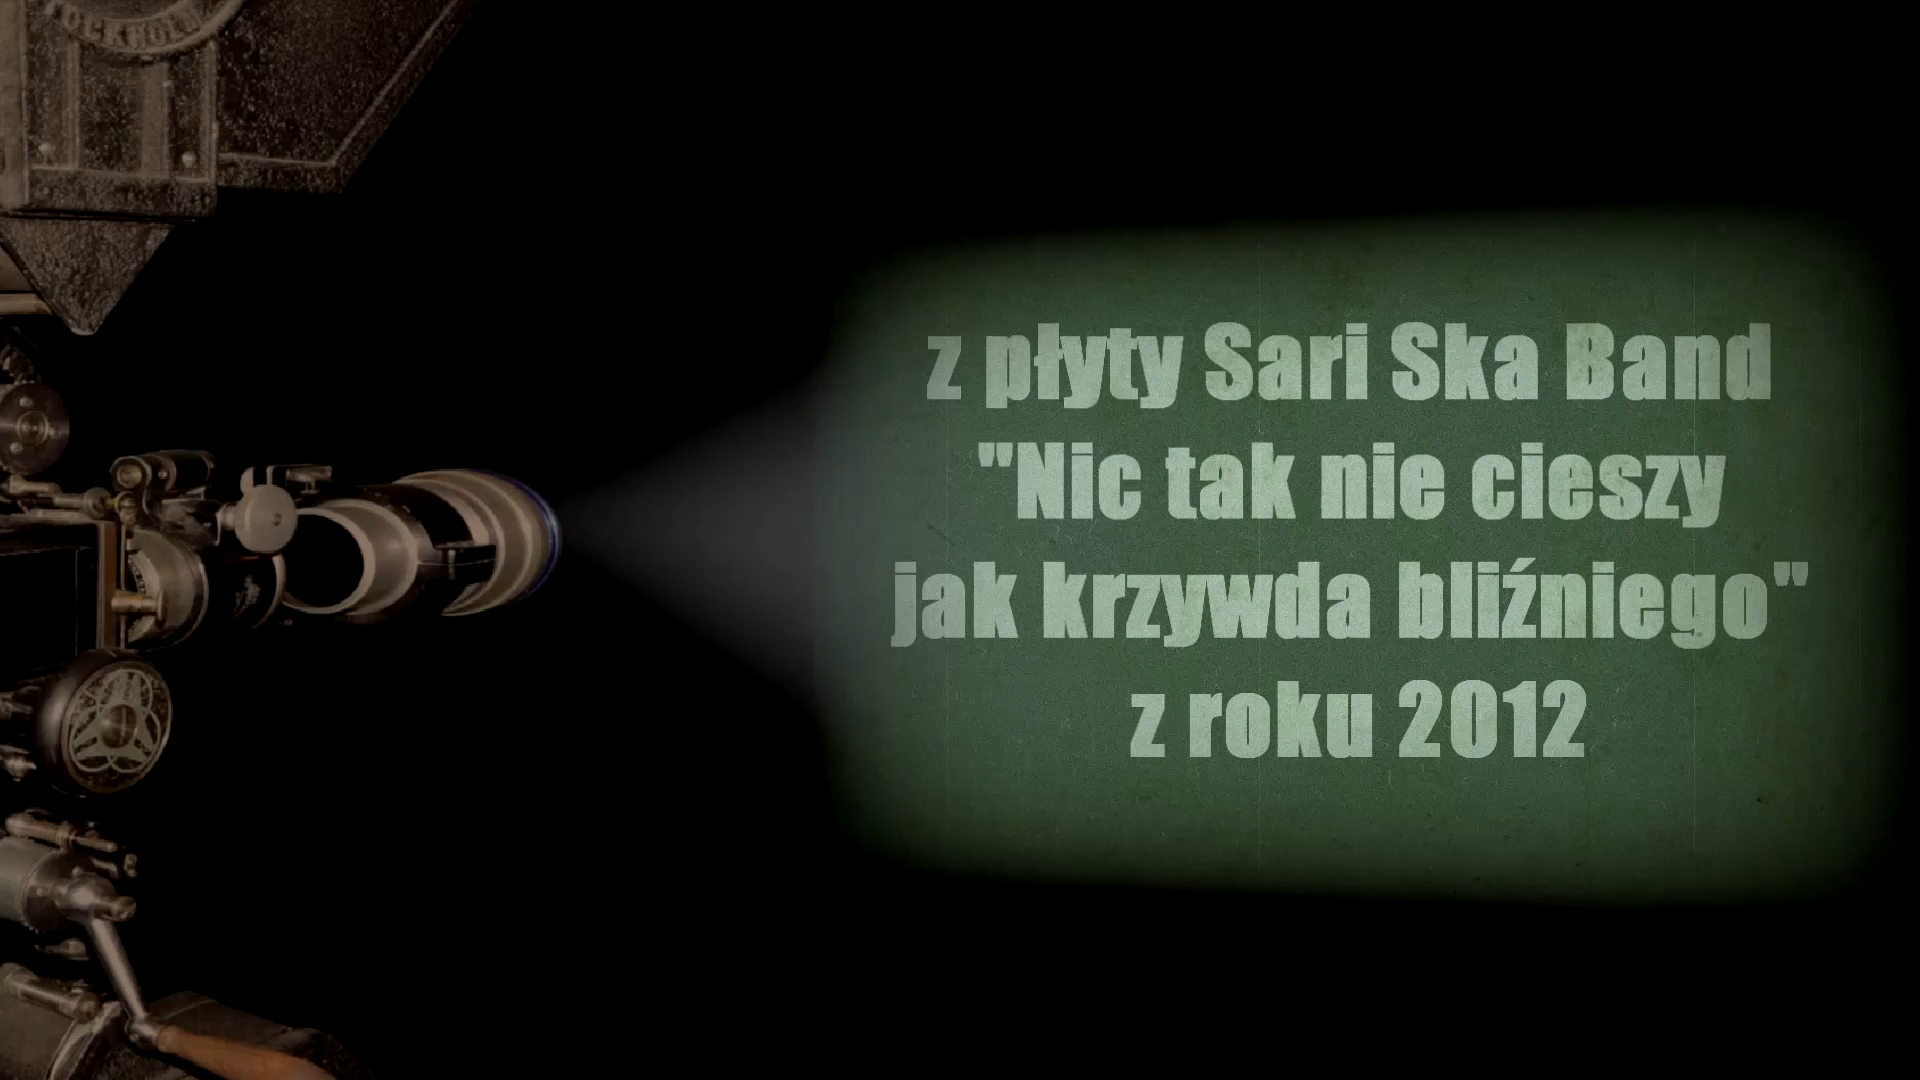 z płyty Sari Ska Band
"Nic tak nie cieszy
jak krzywda bliźniego"
z roku 2012